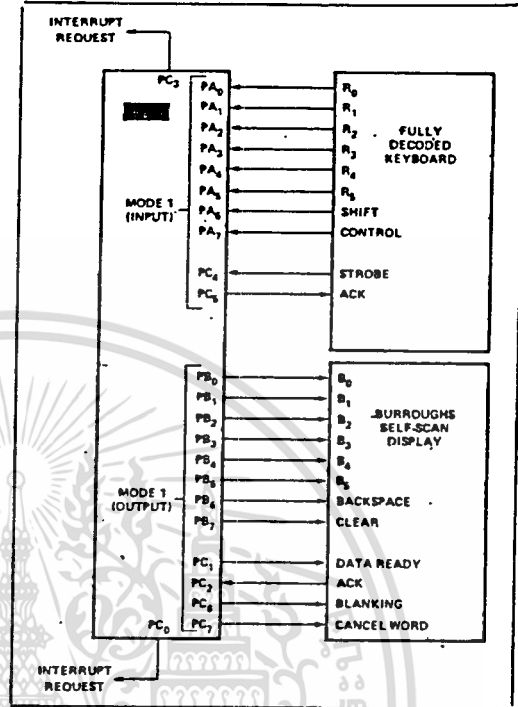 INTERRUPT
REQUEST
PC3
PA0
PA1
PA2
PA3
PA4
PA5
PA6
PA7
MODE 1
(INPUT)
PC4
PC5
R0
R1
R2
R3
R4
R5
SHIFT
CONTROL
STROBE
ACK
FULLY
DECODED
KEYBOARD
PB0
PB1
PB2
PB3
PB4
PB5
PB6
PB7
MODE 1
(OUTPUT)
PC1
PC2
PC6
PC7
PC0
B0
B1
B2
B3
B4
B5
BACKSPACE
CLEAR
DATA READY
ACK
BLANKING
CANCEL WORD
BURROUGHS
SELF-SCAN
DISPLAY
INTERRUPT
REQUEST